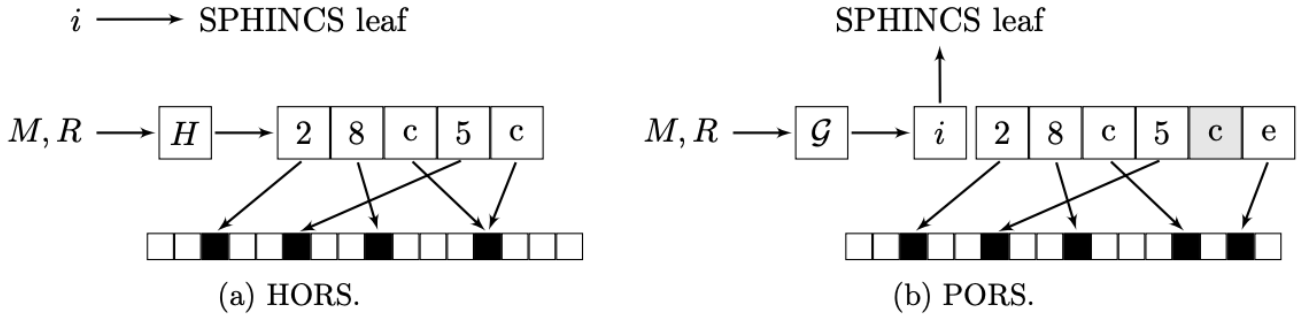 i SPHINCS leaf
M, R H 2 8 c 5 c
(a) HORS.
SPHINCS leaf
M, R 𝒢 i 2 8 c 5 c e
(b) PORS.